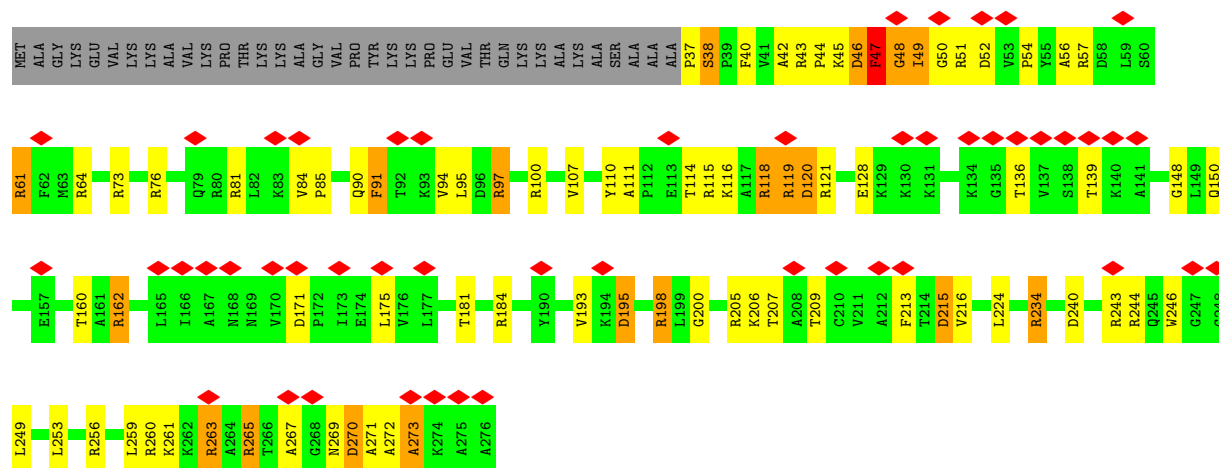 MET ALA GLY LYS GLU VAL LYS LYS ALA VAL LYS PRO THR LYS LYS ALA GLY VAL PRO TYR LYS LYS PRO GLU VAL THR GLN LYS LYS ALA LYS ALA SER ALA ALA ALA P37 S38 P39 F40 V41 A42 R43 P44 K45 D46 F47 G48 I49 G50 R51 D52 V53 P54 Y55 A56 R57 D58 L59 S60
R61 F62 M63 R64 R73 R76 Q79 R80 R81 L82 K83 V84 P85 Q90 F91 T92 K93 V94 L95 D96 R97 R100 V107 Y110 A111 P112 E113 T114 R115 K116 A117 R118 R119 D120 R121 E128 K129 K130 K131 K134 G135 T136 V137 S138 T139 K140 A141 G148 L149 Q150
E157 T160 A161 R162 L165 I166 A167 N168 N169 V170 D171 P172 I173 E174 L175 V176 L177 T181 R184 Y190 V193 K194 D195 R198 L199 G200 R205 K206 T207 A208 T209 C210 V211 A212 F213 T214 D215 V216 L224 R234 D240 R243 R244 Q245 W246 G247
L249 L253 R256 L259 R260 K261 K262 R263 A264 R265 T266 A267 G268 N269 D270 A271 A272 A273 K274 A275 A276